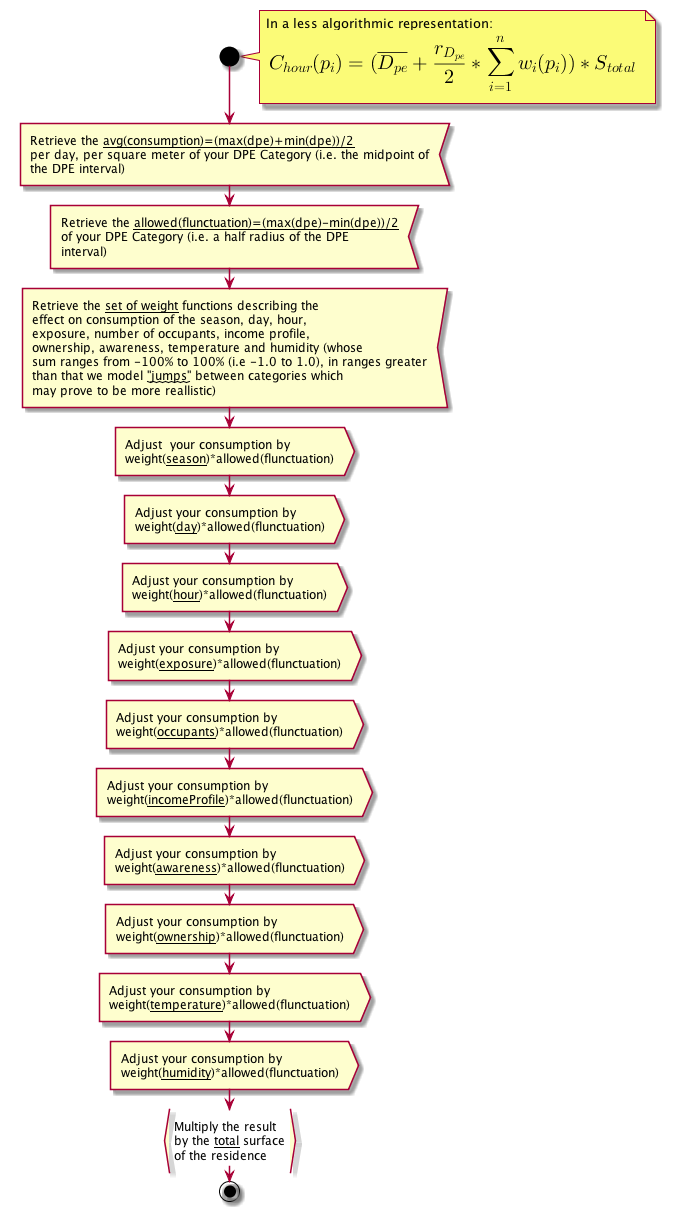 In a less algorithmic representation:
C_{hour}(p_i) = (\overline{D_{pe}} + \frac{r_{D_{pe}}}{2} * \sum_{i=1}^{n} w_i(p_i)) * S_{total}
Retrieve the avg(consumption)=(max(dpe)+min(dpe))/2
per day, per square meter of your DPE Category (i.e. the midpoint of
the DPE interval)
Retrieve the allowed(flunctuation)=(max(dpe)-min(dpe))/2
of your DPE Category (i.e. a half radius of the DPE
interval)
Retrieve the set of weight functions describing the
effect on consumption of the season, day, hour,
exposure, number of occupants, income profile,
ownership, awareness, temperature and humidity (whose
sum ranges from -100% to 100% (i.e -1.0 to 1.0), in ranges greater
than that we model "jumps" between categories which
may prove to be more reallistic)
Adjust  your consumption by
weight(season)*allowed(flunctuation)
Adjust your consumption by
weight(day)*allowed(flunctuation)
Adjust your consumption by
weight(hour)*allowed(flunctuation)
Adjust your consumption by
weight(exposure)*allowed(flunctuation)
Adjust your consumption by
weight(occupants)*allowed(flunctuation)
Adjust your consumption by
weight(incomeProfile)*allowed(flunctuation)
Adjust your consumption by
weight(awareness)*allowed(flunctuation)
Adjust your consumption by
weight(ownership)*allowed(flunctuation)
Adjust your consumption by
weight(temperature)*allowed(flunctuation)
Adjust your consumption by
weight(humidity)*allowed(flunctuation)
Multiply the result
by the total surface
of the residence